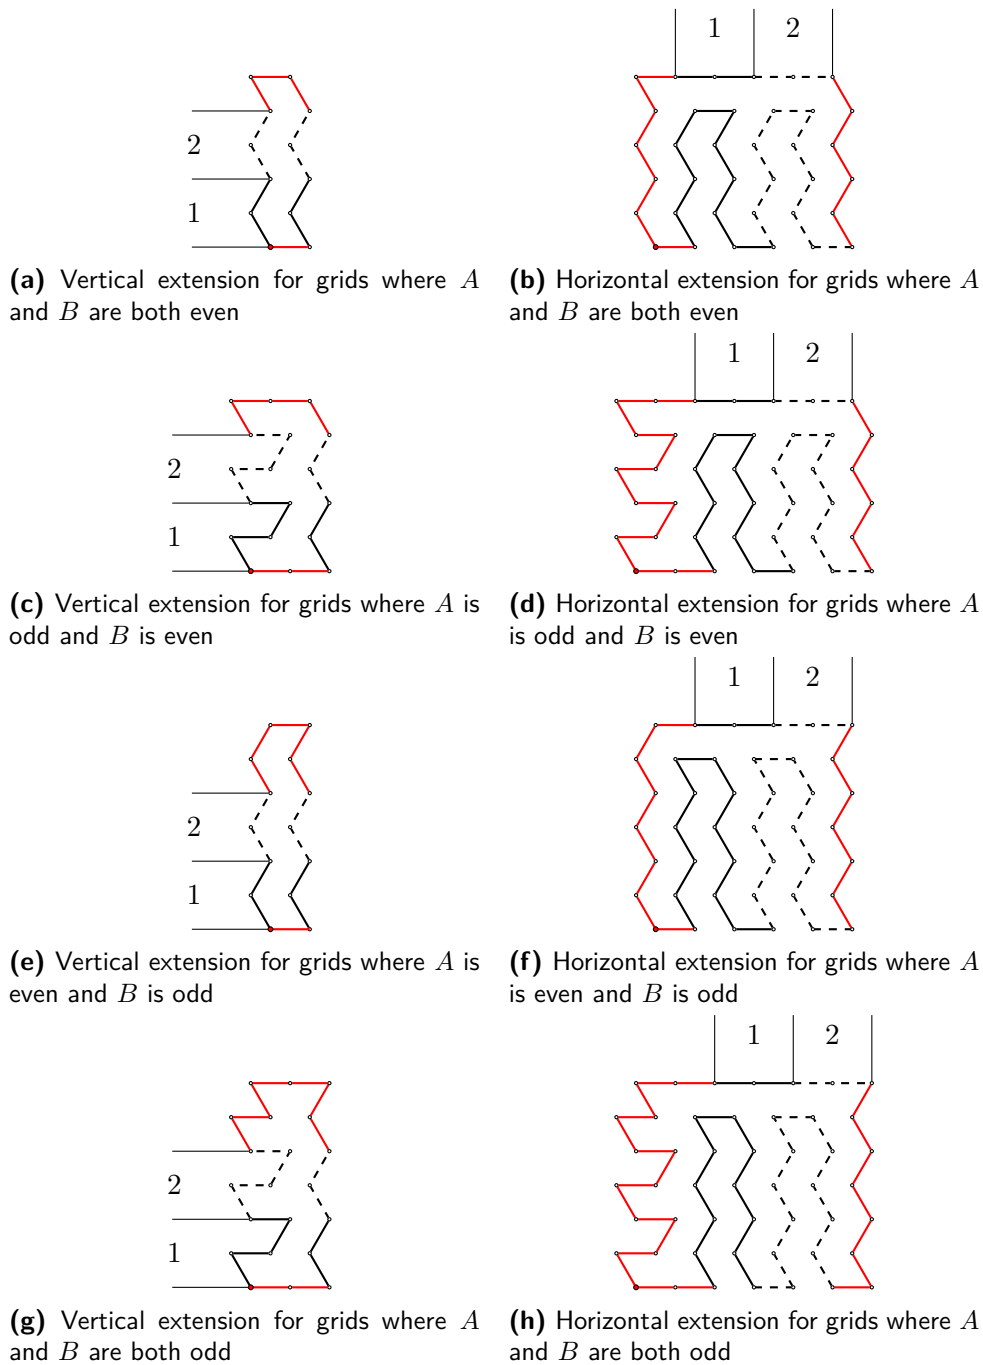 1 2
2
1
(a) Vertical extension for grids where A
and B are both even
(b) Horizontal extension for grids where A
and B are both even
1 2
2
1
(c) Vertical extension for grids where A is
odd and B is even
(d) Horizontal extension for grids where A
is odd and B is even
1 2
2
1
(e) Vertical extension for grids where A is
even and B is odd
(f) Horizontal extension for grids where A
is even and B is odd
1 2
2
1
(g) Vertical extension for grids where A
and B are both odd
(h) Horizontal extension for grids where A
and B are both odd